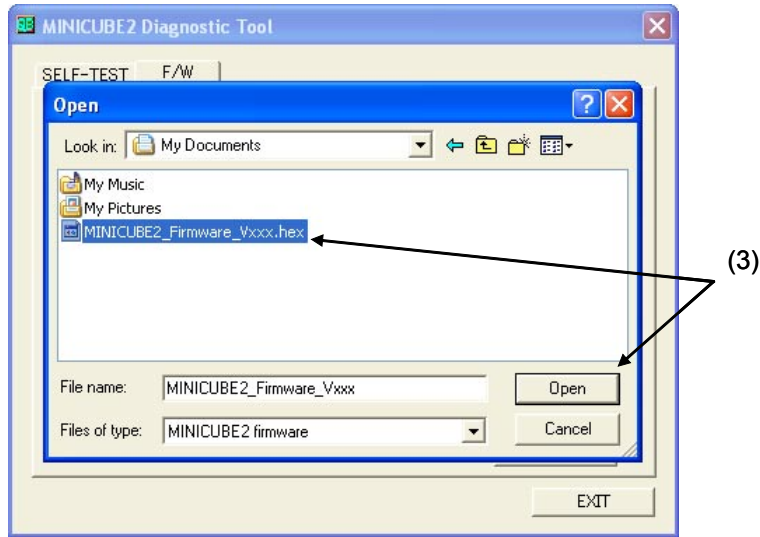 MINICUBE2 Diagnostic Tool
SELF-TEST F/W
Open
Look in: My Documents
My Music
My Pictures
MINICUBE2_Firmware_Vxxx.hex
(3)
File name: MINICUBE2_Firmware_Vxxx Open
Files of type: MINICUBE2 firmware Cancel
EXIT